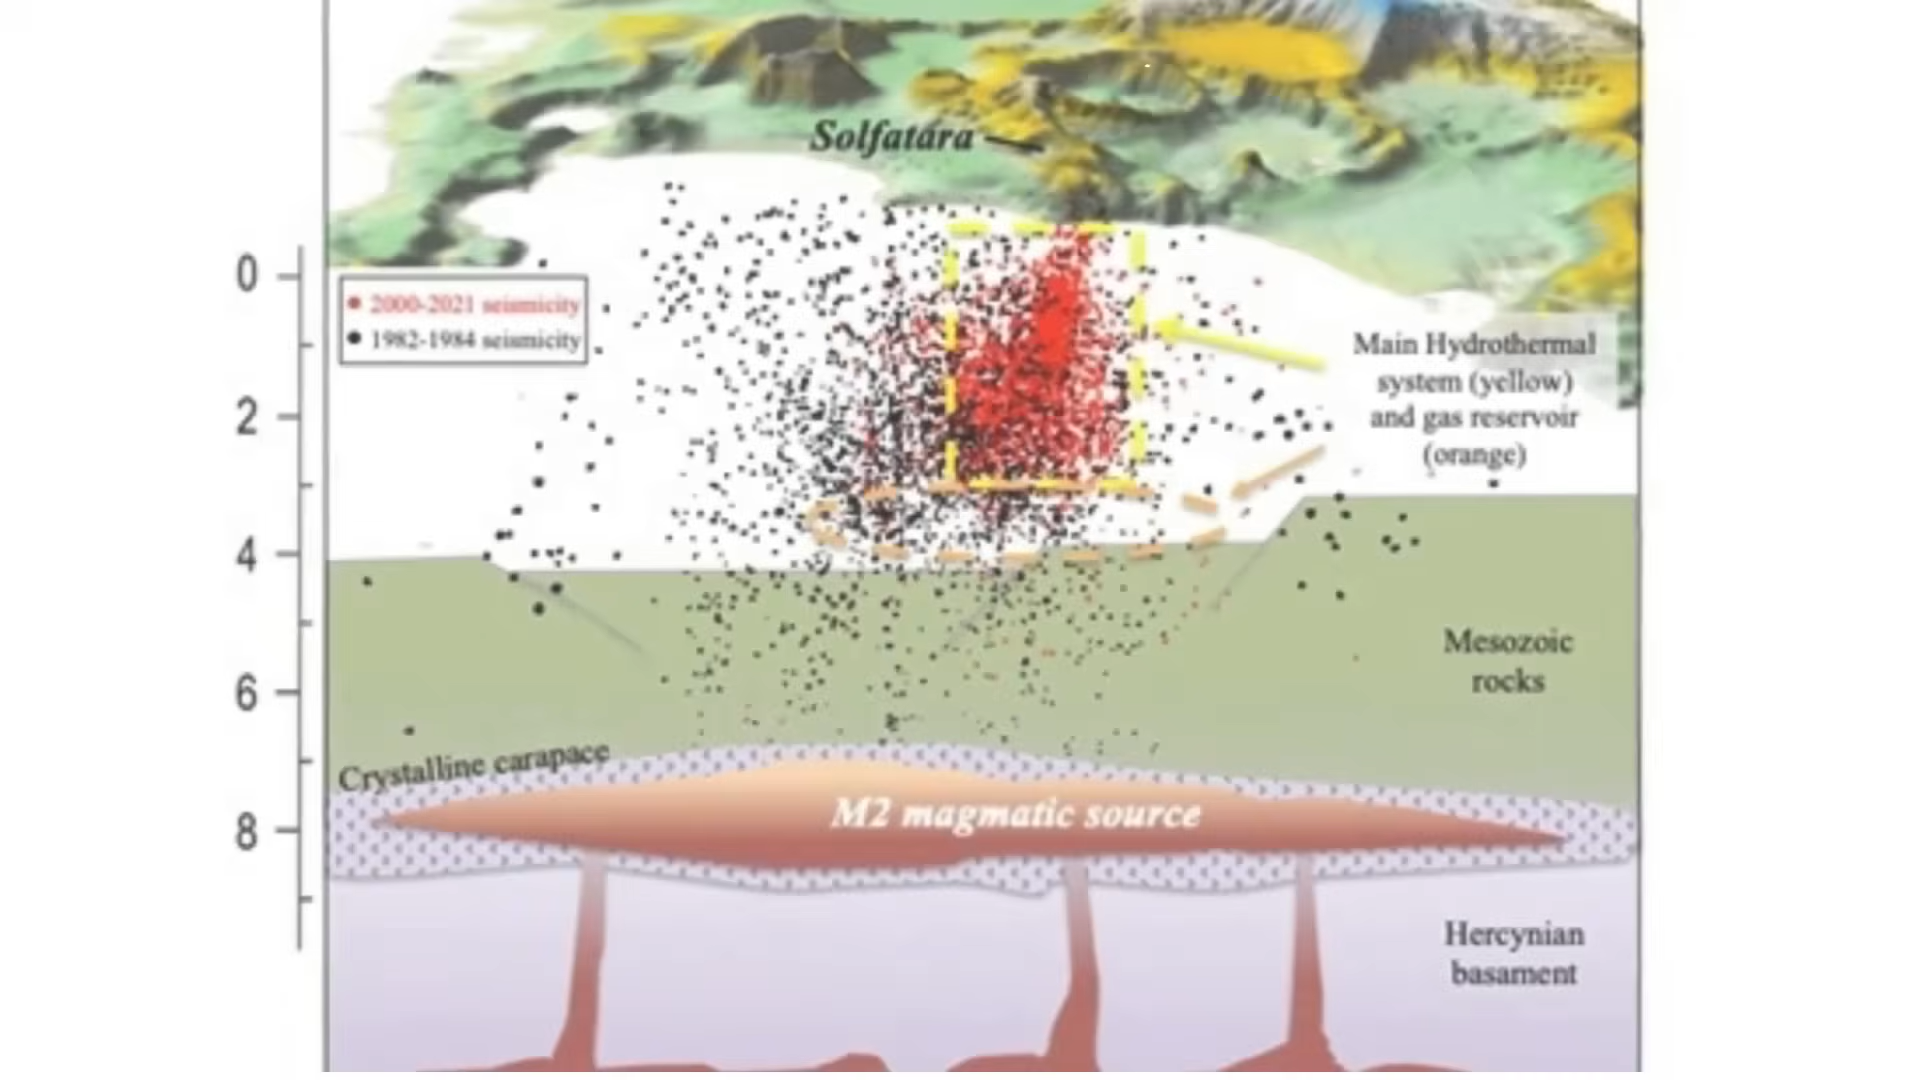 Solfatara
0
2
4
6
8
2000-2021 seismicity
1982-1984 seismicity
Main Hydrothermal
system (yellow)
and gas reservoir
(orange)
Mesozoic
rocks
Crystalline carapace
M2 magmatic source
Hercynian
basament